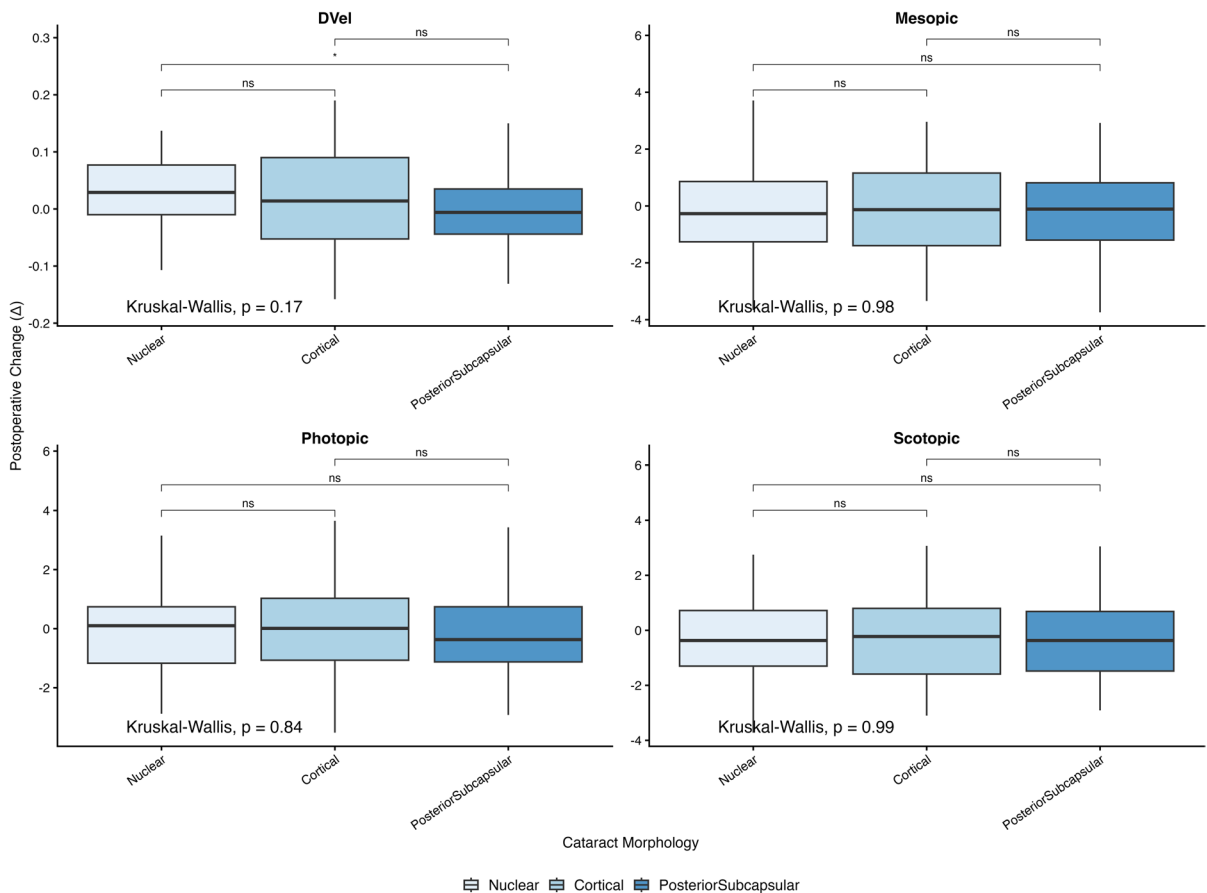 DVel
Mesopic
0.3
ns
*
ns
0.2
0.1
0.0
-0.1
-0.2
Kruskal-Wallis, p = 0.17
Nuclear
Cortical
PosteriorSubcapsular
6
ns
ns
4
ns
2
0
-2
-4
Kruskal-Wallis, p = 0.98
Nuclear
Cortical
PosteriorSubcapsular
Postoperative Change (Δ)
Photopic
Scotopic
6
ns
ns
4
ns
2
0
-2
Kruskal-Wallis, p = 0.84
Nuclear
Cortical
PosteriorSubcapsular
6
ns
ns
4
ns
2
0
-2
-4
Kruskal-Wallis, p = 0.99
Nuclear
Cortical
PosteriorSubcapsular
Cataract Morphology
Nuclear Cortical PosteriorSubcapsular